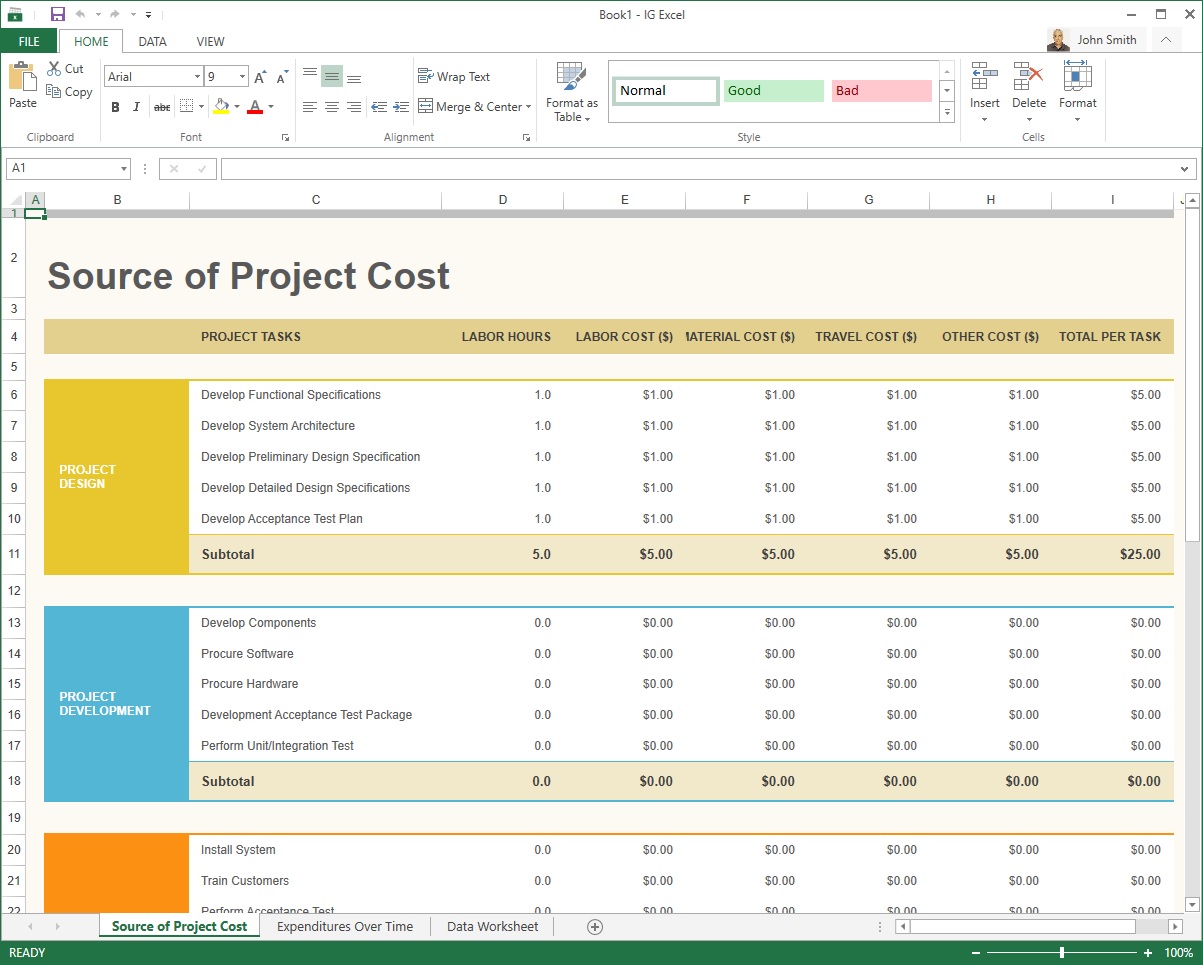 Book1 - IG Excel
FILE HOME DATA VIEW John Smith
Paste Cut Copy Clipboard
Arial 9 A A B I abc A Font
Wrap Text Merge & Center Alignment
Format as Table
Normal Good Bad Style
Insert Delete Format Cells
A1
A B C D E F G H I
1
2 Source of Project Cost
3
4 PROJECT TASKS LABOR HOURS LABOR COST ($) MATERIAL COST ($) TRAVEL COST ($) OTHER COST ($) TOTAL PER TASK
5
6 Develop Functional Specifications 1.0 $1.00 $1.00 $1.00 $1.00 $5.00
7 Develop System Architecture 1.0 $1.00 $1.00 $1.00 $1.00 $5.00
8 Develop Preliminary Design Specification 1.0 $1.00 $1.00 $1.00 $1.00 $5.00
PROJECT
DESIGN
9 Develop Detailed Design Specifications 1.0 $1.00 $1.00 $1.00 $1.00 $5.00
10 Develop Acceptance Test Plan 1.0 $1.00 $1.00 $1.00 $1.00 $5.00
11 Subtotal 5.0 $5.00 $5.00 $5.00 $5.00 $25.00
12
13 Develop Components 0.0 $0.00 $0.00 $0.00 $0.00 $0.00
14 Procure Software 0.0 $0.00 $0.00 $0.00 $0.00 $0.00
15 Procure Hardware 0.0 $0.00 $0.00 $0.00 $0.00 $0.00
PROJECT
DEVELOPMENT
16 Development Acceptance Test Package 0.0 $0.00 $0.00 $0.00 $0.00 $0.00
17 Perform Unit/Integration Test 0.0 $0.00 $0.00 $0.00 $0.00 $0.00
18 Subtotal 0.0 $0.00 $0.00 $0.00 $0.00 $0.00
19
20 Install System 0.0 $0.00 $0.00 $0.00 $0.00 $0.00
21 Train Customers 0.0 $0.00 $0.00 $0.00 $0.00 $0.00
22 Perform Acceptance Test 0.0 $0.00 $0.00 $0.00 $0.00 $0.00
Source of Project Cost Expenditures Over Time Data Worksheet
READY 100%